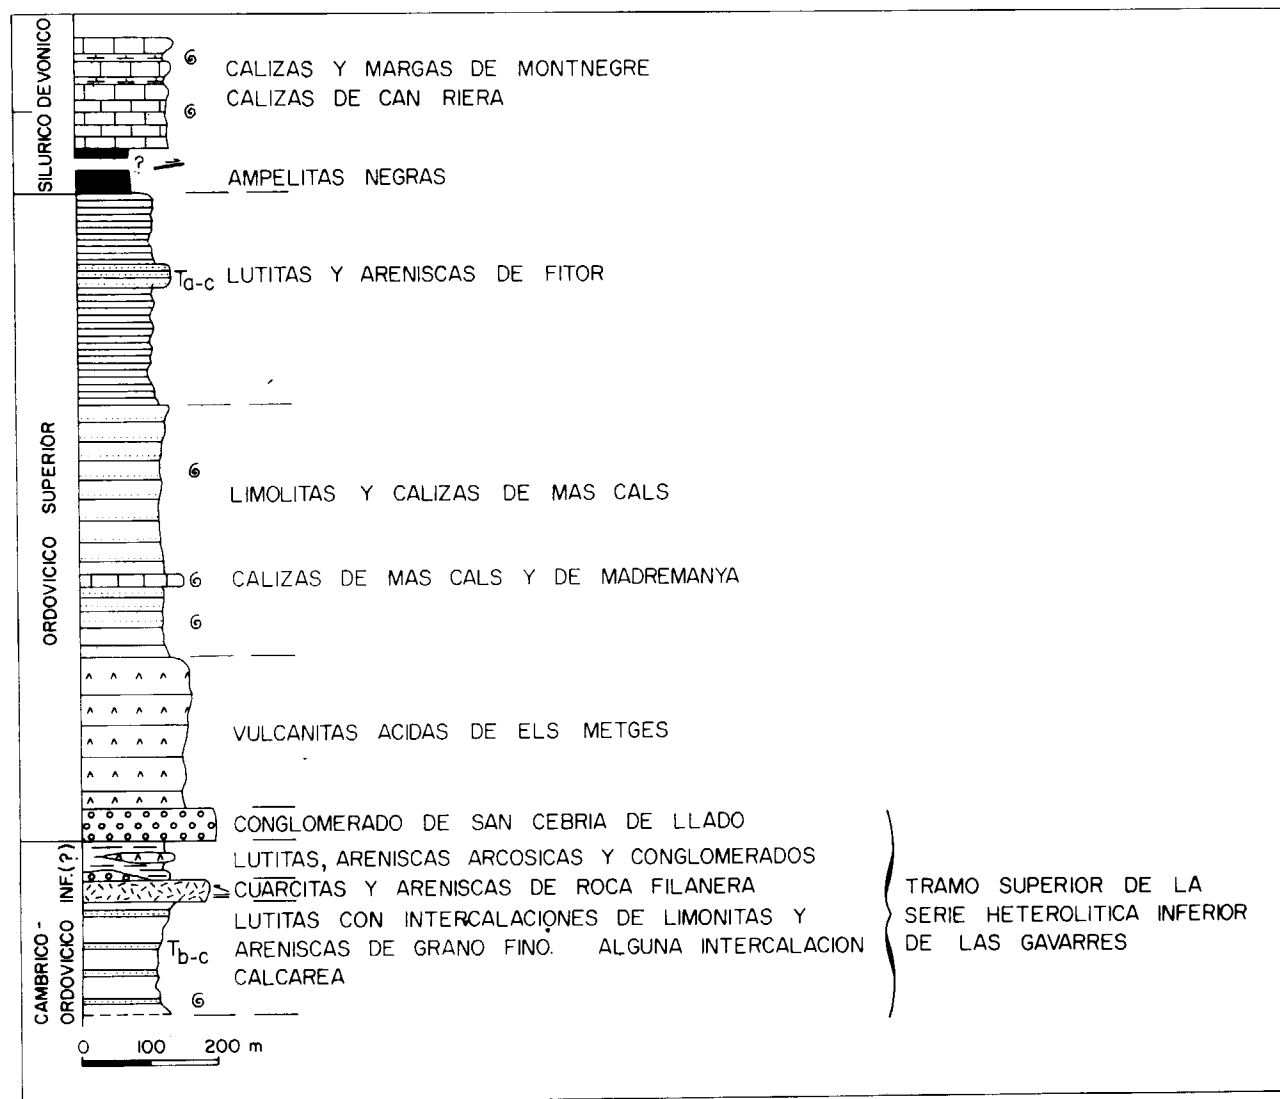 DEVONICO
SILURICO
ORDOVICICO SUPERIOR
CAMBRICO-
ORDOVICICO INF.(?)
CALIZAS Y MARGAS DE MONTNEGRE
CALIZAS DE CAN RIERA
?
AMPELITAS NEGRAS
Ta-c LUTITAS Y ARENISCAS DE FITOR
LIMOLITAS Y CALIZAS DE MAS CALS
CALIZAS DE MAS CALS Y DE MADREMANYA
VULCANITAS ACIDAS DE ELS METGES
CONGLOMERADO DE SAN CEBRIA DE LLADO
LUTITAS, ARENISCAS ARCOSICAS Y CONGLOMERADOS
CUARCITAS Y ARENISCAS DE ROCA FILANERA
LUTITAS CON INTERCALACIONES DE LIMONITAS Y
Tb-c ARENISCAS DE GRANO FINO. ALGUNA INTERCALACION
CALCAREA
TRAMO SUPERIOR DE LA
SERIE HETEROLITICA INFERIOR
DE LAS GAVARRES
0 100 200 m